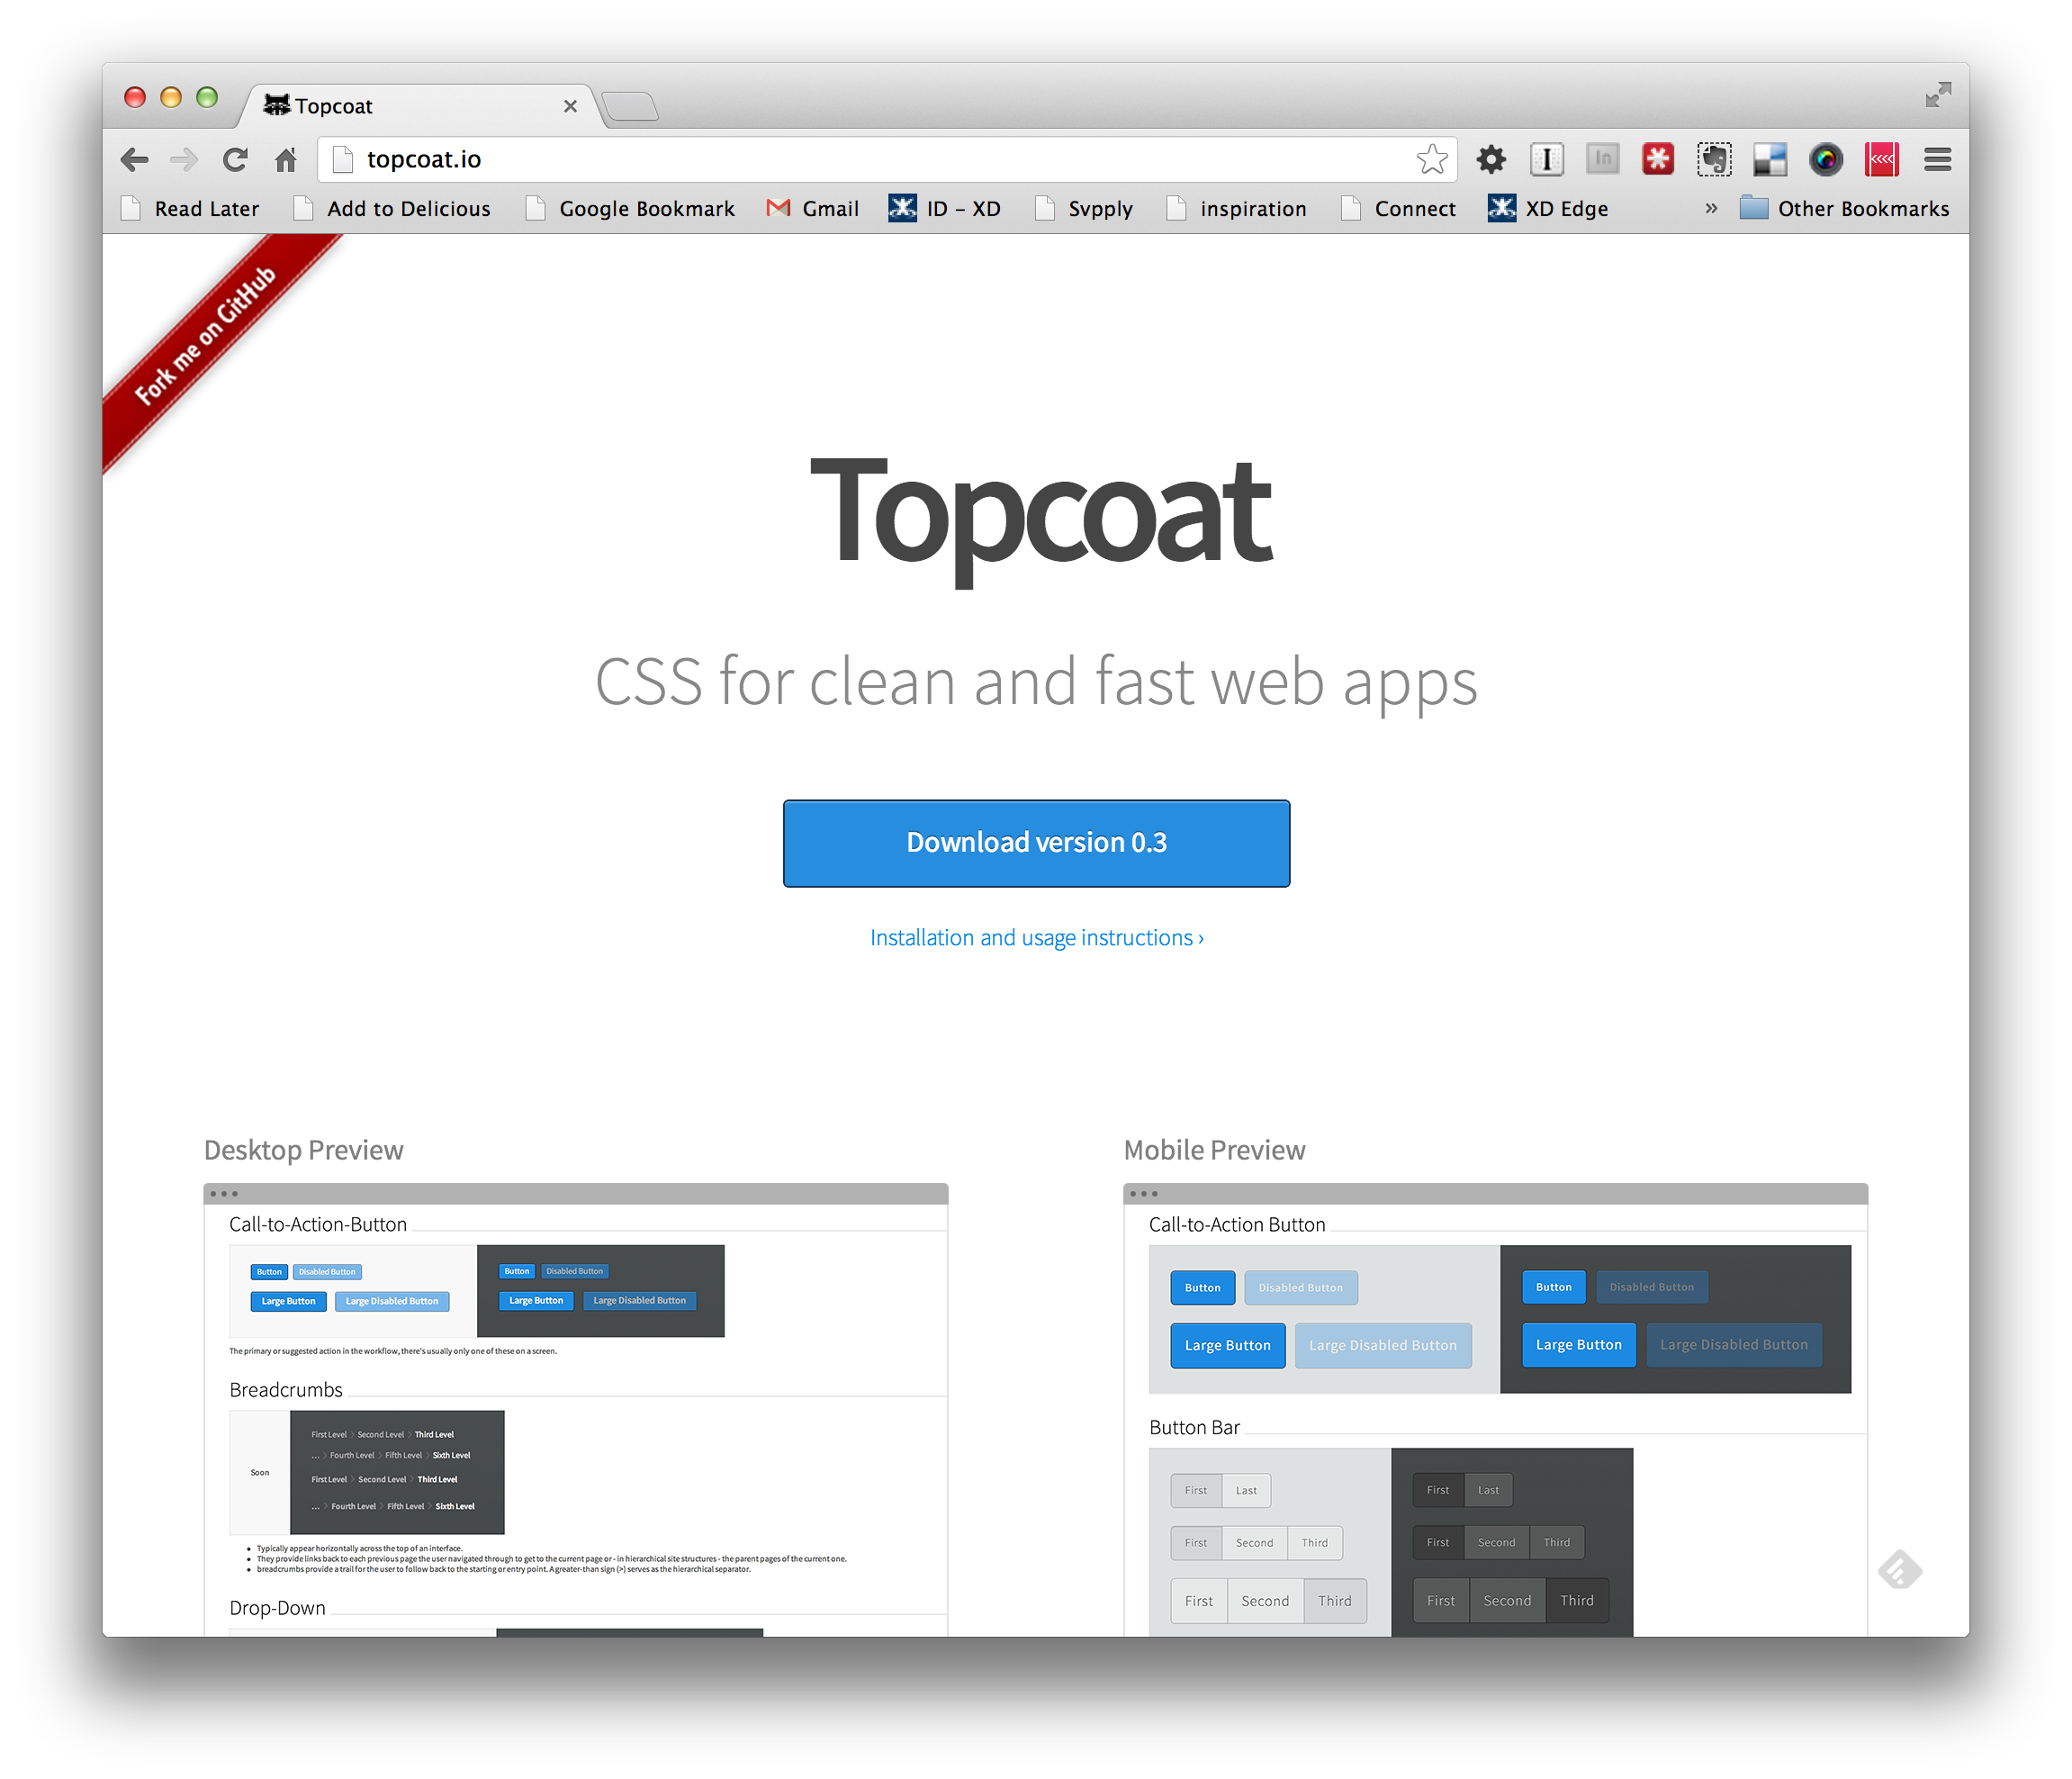 Topcoat
topcoat.io
Read Later Add to Delicious Google Bookmark Gmail ID – XD Svpply inspiration Connect XD Edge » Other Bookmarks
Fork me on GitHub
Topcoat
CSS for clean and fast web apps
Download version 0.3
Installation and usage instructions ›
Desktop Preview
Call-to-Action-Button
Button Disabled Button Button Disabled Button
Large Button Large Disabled Button Large Button Large Disabled Button
The primary or suggested action in the workflow, there's usually only one of these on a screen.
Breadcrumbs
Soon
First Level > Second Level > Third Level
... > Fourth Level > Fifth Level > Sixth Level
First Level > Second Level > Third Level
... > Fourth Level > Fifth Level > Sixth Level
• Typically appear horizontally across the top of an interface.
• They provide links back to each previous page the user navigated through to get to the current page or - in hierarchical site structures - the parent pages of the current one.
• breadcrumbs provide a trail for the user to follow back to the starting or entry point. A greater-than sign (>) serves as the hierarchical separator.
Drop-Down
Mobile Preview
Call-to-Action Button
Button Disabled Button Button Disabled Button
Large Button Large Disabled Button Large Button Large Disabled Button
Button Bar
First Last First Last
First Second Third First Second Third
First Second Third First Second Third